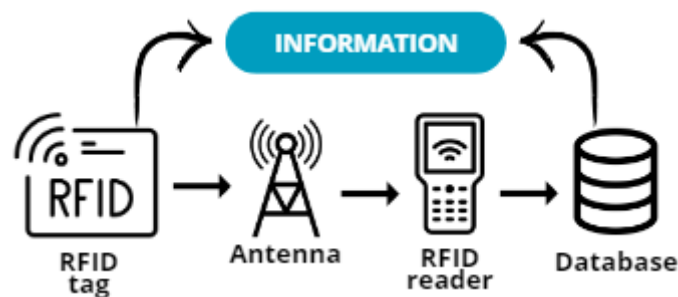 INFORMATION
RFID
RFID
tag
Antenna
RFID
reader
Database